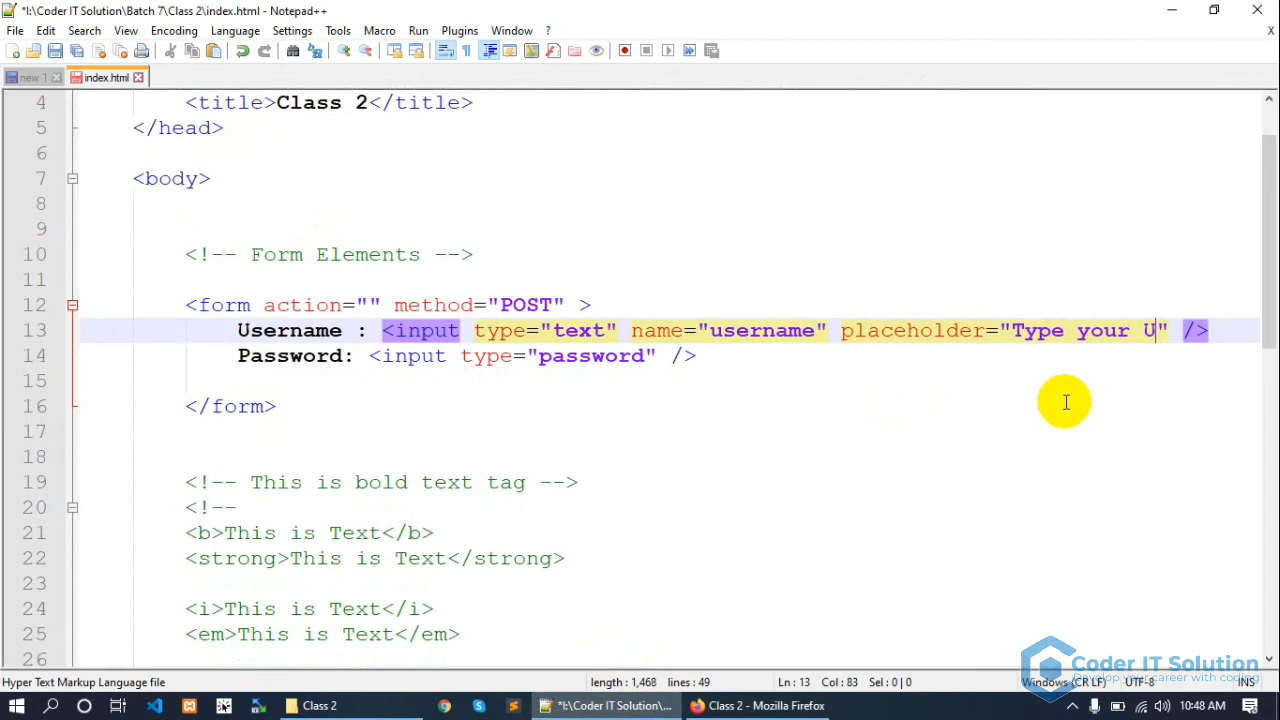 *I:\Coder IT Solution\Batch 7\Class 2\index.html - Notepad++
File Edit Search View Encoding Language Settings Tools Macro Run Plugins Window ?
X
new 1 index.html
4 <title>Class 2</title>
5 </head>
6
7 <body>
8
9
10 <!-- Form Elements -->
11
12 <form action="" method="POST" >
13 Username : <input type="text" name="username" placeholder="Type your U" />
14 Password: <input type="password" />
15
16 </form>
17
18
19 <!-- This is bold text tag -->
20 <!--
21 <b>This is Text</b>
22 <strong>This is Text</strong>
23
24 <i>This is Text</i>
25 <em>This is Text</em>
26
Coder IT Solution
Develop your career with coding
Hyper Text Markup Language file length : 1,468 lines : 49 Ln : 13 Col : 83 Sel : 0 | 0 Windows (CR LF) UTF-8 INS
Class 2 *I:\Coder IT Solution\... Class 2 - Mozilla Firefox 10:48 AM